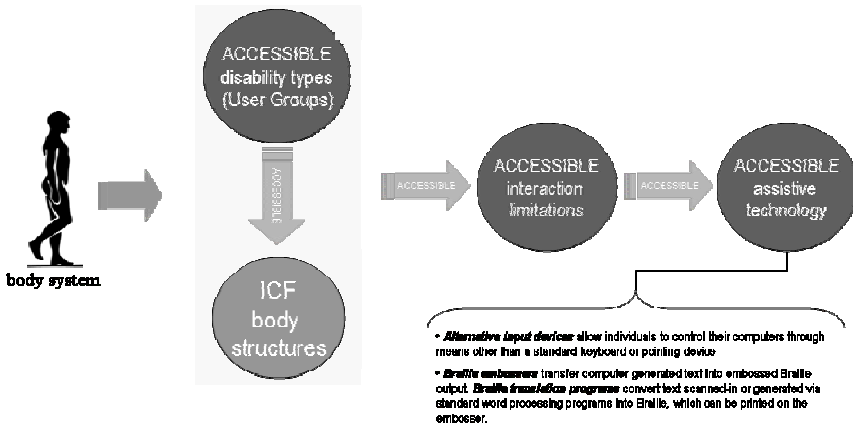 ACCESSIBLE
disability types
(User Groups)
ACCESSIBLE
ICF
body
structures
body system
ACCESSIBLE
ACCESSIBLE
interaction
limitations
ACCESSIBLE
ACCESSIBLE
assistive
technology
• Alternative input devices allow individuals to control their computers through
means other than a standard keyboard or pointing device
• Braille embossers transfer computer generated text into embossed Braille
output. Braille translation programs convert text scanned-in or generated via
standard word processing programs into Braille, which can be printed on the
embosser.